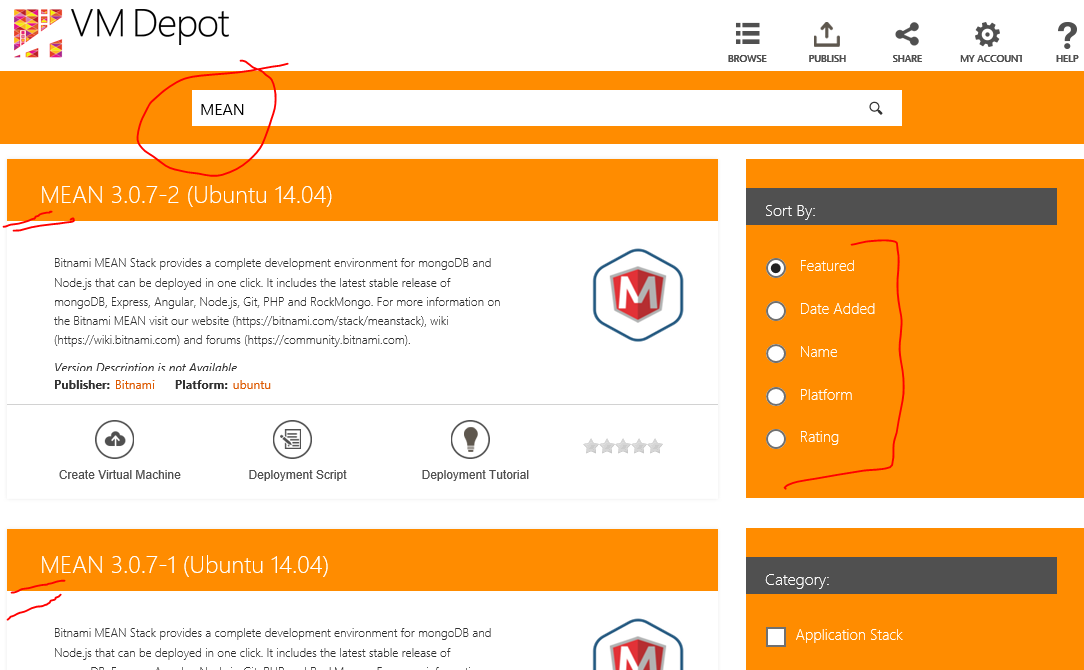 VM Depot
BROWSE
PUBLISH
SHARE
MY ACCOUNT
HELP
MEAN
MEAN 3.0.7-2 (Ubuntu 14.04)
Bitnami MEAN Stack provides a complete development environment for mongoDB and
Node.js that can be deployed in one click. It includes the latest stable release of
mongoDB, Express, Angular, Node.js, Git, PHP and RockMongo. For more information on
the Bitnami MEAN visit our website (https://bitnami.com/stack/meanstack), wiki
(https://wiki.bitnami.com) and forums (https://community.bitnami.com).
Version Description is not Available
Publisher: Bitnami Platform: ubuntu
Create Virtual Machine
Deployment Script
Deployment Tutorial
Sort By:
Featured
Date Added
Name
Platform
Rating
MEAN 3.0.7-1 (Ubuntu 14.04)
Bitnami MEAN Stack provides a complete development environment for mongoDB and
Node.js that can be deployed in one click. It includes the latest stable release of
Category:
Application Stack